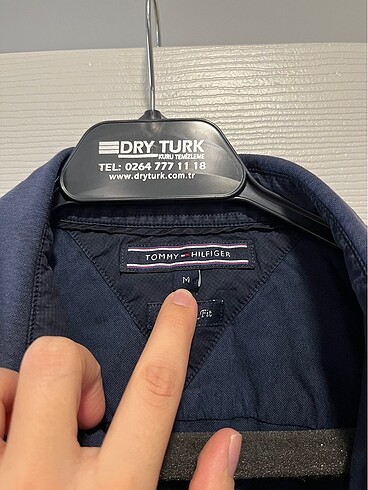 DRY TURK
KURU TEMİZLEME
TEL: 0264 777 11 18
www.dryturk.com.tr
TOMMY HILFIGER
M
Fit